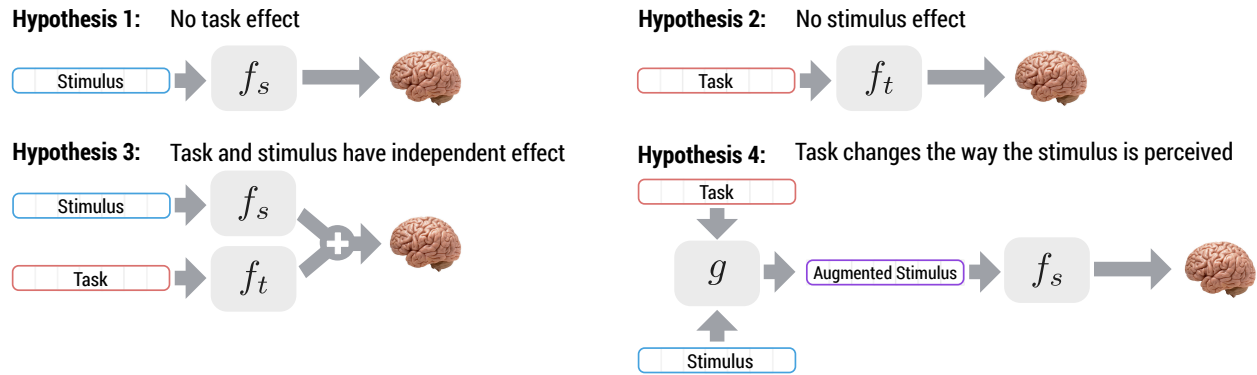 Hypothesis 1: No task effect
Stimulus
f_s
Hypothesis 2: No stimulus effect
Task
f_t
Hypothesis 3: Task and stimulus have independent effect
Stimulus
f_s
+
Task
f_t
Hypothesis 4: Task changes the way the stimulus is perceived
Task
g
Augmented Stimulus
f_s
Stimulus